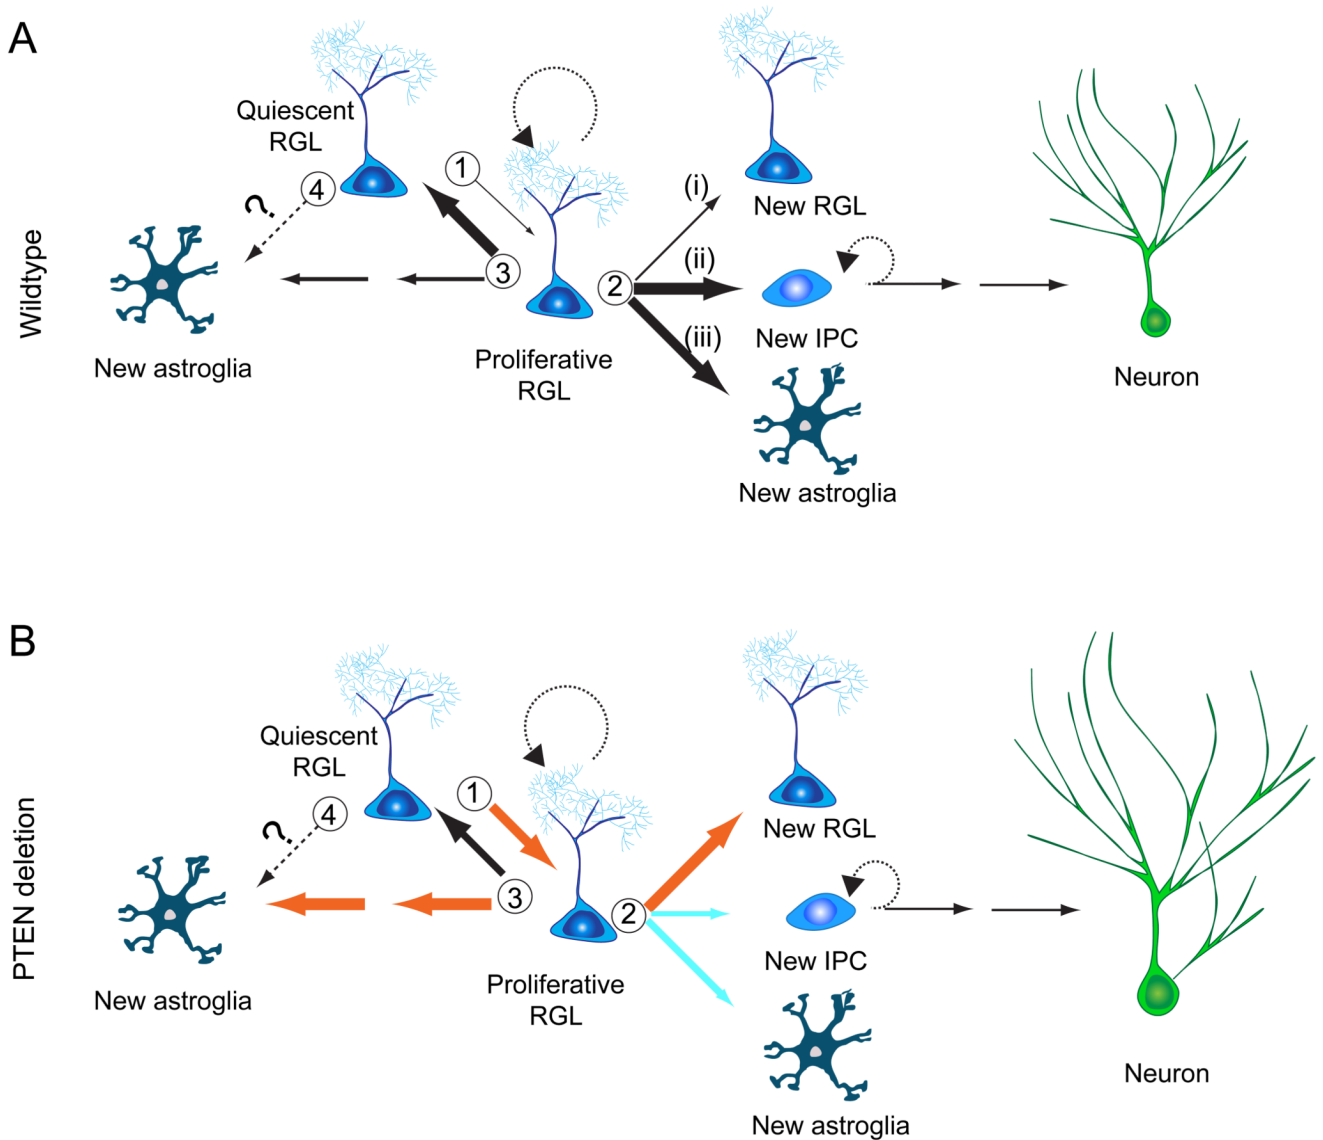 A
Wildtype
Quiescent
RGL
1
4
?
3
2
(i)
(ii)
(iii)
New RGL
New IPC
New astroglia
Proliferative
RGL
New astroglia
Neuron
B
PTEN deletion
Quiescent
RGL
1
4
?
3
2
New RGL
New IPC
New astroglia
Proliferative
RGL
New astroglia
Neuron